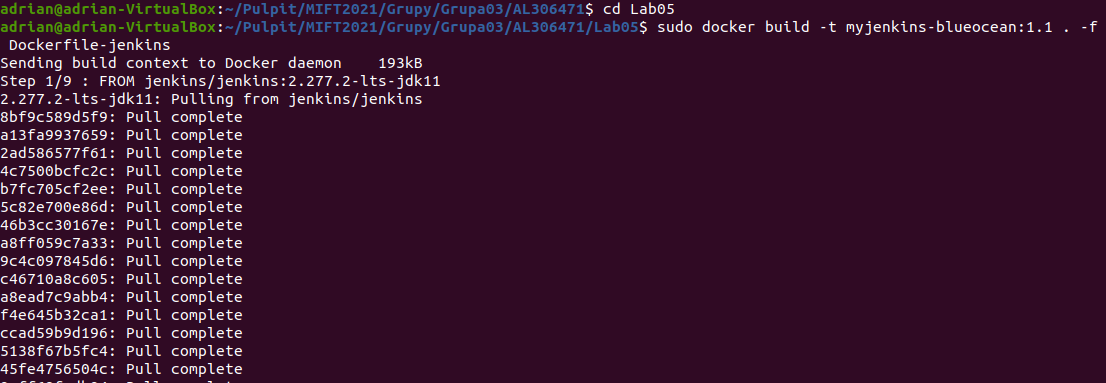 adrian@adrian-VirtualBox:~/Pulpit/MIFT2021/Grupy/Grupa03/AL306471$ cd Lab05
adrian@adrian-VirtualBox:~/Pulpit/MIFT2021/Grupy/Grupa03/AL306471/Lab05$ sudo docker build -t myjenkins-blueocean:1.1 . -f
 Dockerfile-jenkins
Sending build context to Docker daemon    193kB
Step 1/9 : FROM jenkins/jenkins:2.277.2-lts-jdk11
2.277.2-lts-jdk11: Pulling from jenkins/jenkins
8bf9c589d5f9: Pull complete
a13fa9937659: Pull complete
2ad586577f61: Pull complete
4c7500bcfc2c: Pull complete
b7fc705cf2ee: Pull complete
5c82e700e86d: Pull complete
46b3cc30167e: Pull complete
a8ff059c7a33: Pull complete
9c4c097845d6: Pull complete
c46710a8c605: Pull complete
a8ead7c9abb4: Pull complete
f4e645b32ca1: Pull complete
ccad59b9d196: Pull complete
5138f67b5fc4: Pull complete
45fe4756504c: Pull complete